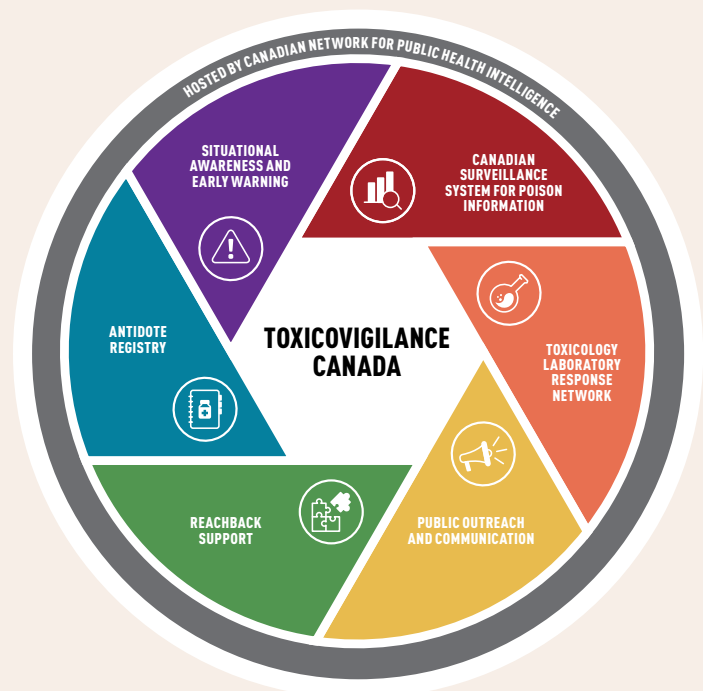 HOSTED BY CANADIAN NETWORK FOR PUBLIC HEALTH INTELLIGENCE
SITUATIONAL
AWARENESS AND
EARLY WARNING
CANADIAN
SURVEILLANCE
SYSTEM FOR POISON
INFORMATION
ANTIDOTE
REGISTRY
TOXICOVIGILANCE
CANADA
TOXICOLOGY
LABORATORY
RESPONSE
NETWORK
REACHBACK
SUPPORT
PUBLIC OUTREACH
AND COMMUNICATION